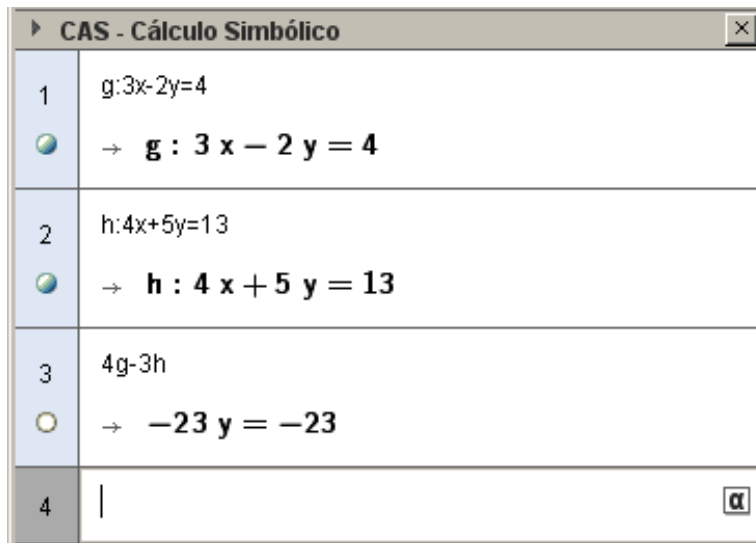 CAS - Cálculo Simbólico
1
g:3x-2y=4
→ g : 3 x − 2 y = 4
2
h:4x+5y=13
→ h : 4 x + 5 y = 13
3
4g-3h
→ −23 y = −23
4
α